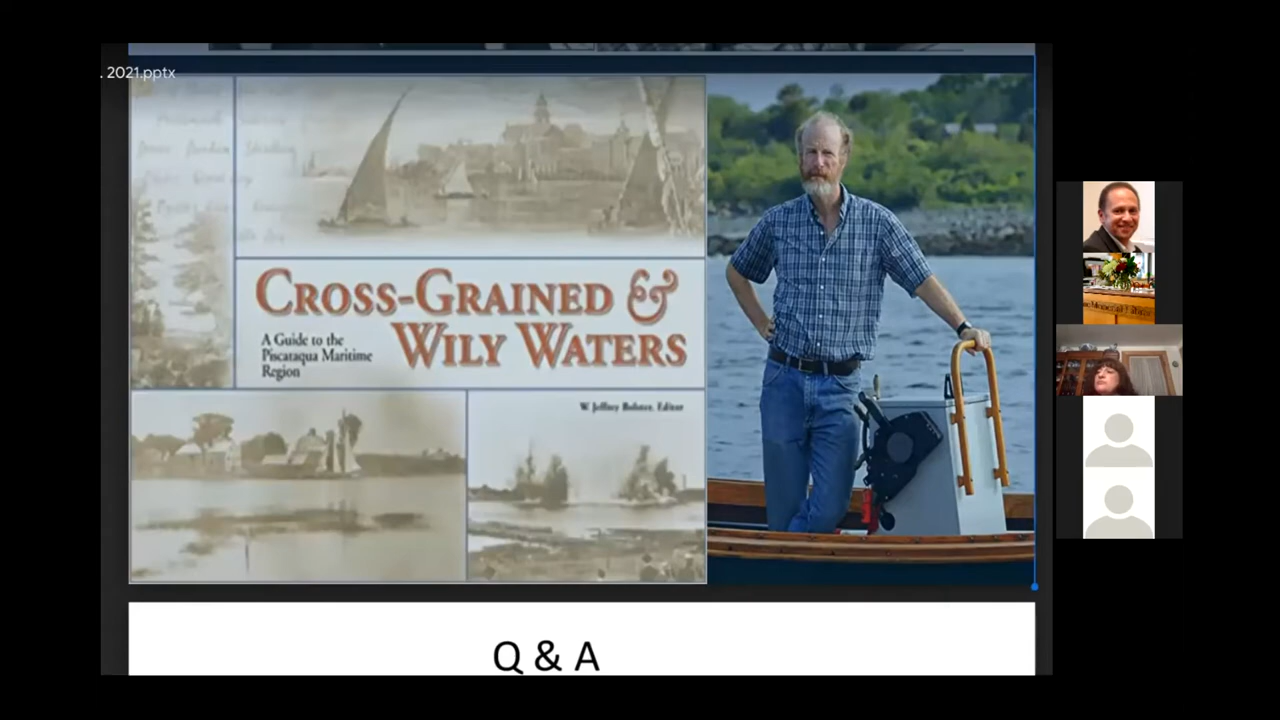 . 2021.pptx
CROSS-GRAINED &
WILY WATERS
A Guide to the
Piscataqua Maritime
Region
W. Jeffrey Bolster, Editor
Q & A